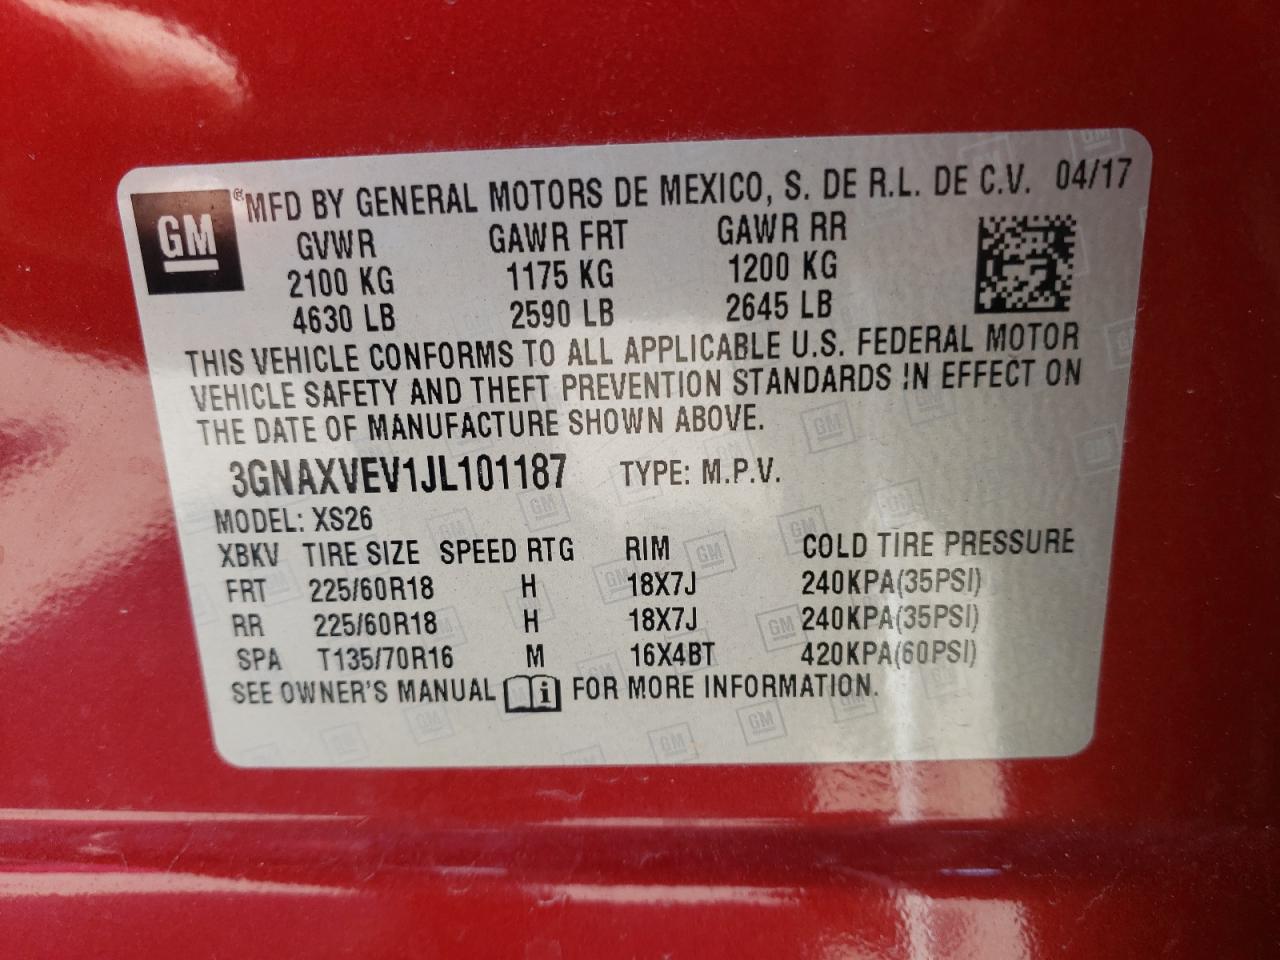 GM ® MFD BY GENERAL MOTORS DE MEXICO, S. DE R.L. DE C.V. 04/17
GVWR GAWR FRT GAWR RR
2100 KG 1175 KG 1200 KG
4630 LB 2590 LB 2645 LB
THIS VEHICLE CONFORMS TO ALL APPLICABLE U.S. FEDERAL MOTOR
VEHICLE SAFETY AND THEFT PREVENTION STANDARDS IN EFFECT ON
THE DATE OF MANUFACTURE SHOWN ABOVE.
3GNAXVEV1JL101187 TYPE: M.P.V.
MODEL: XS26
XBKV TIRE SIZE SPEED RTG RIM COLD TIRE PRESSURE
FRT 225/60R18 H 18X7J 240KPA(35PSI)
RR 225/60R18 H 18X7J 240KPA(35PSI)
SPA T135/70R16 M 16X4BT 420KPA(60PSI)
SEE OWNER'S MANUAL i FOR MORE INFORMATION.